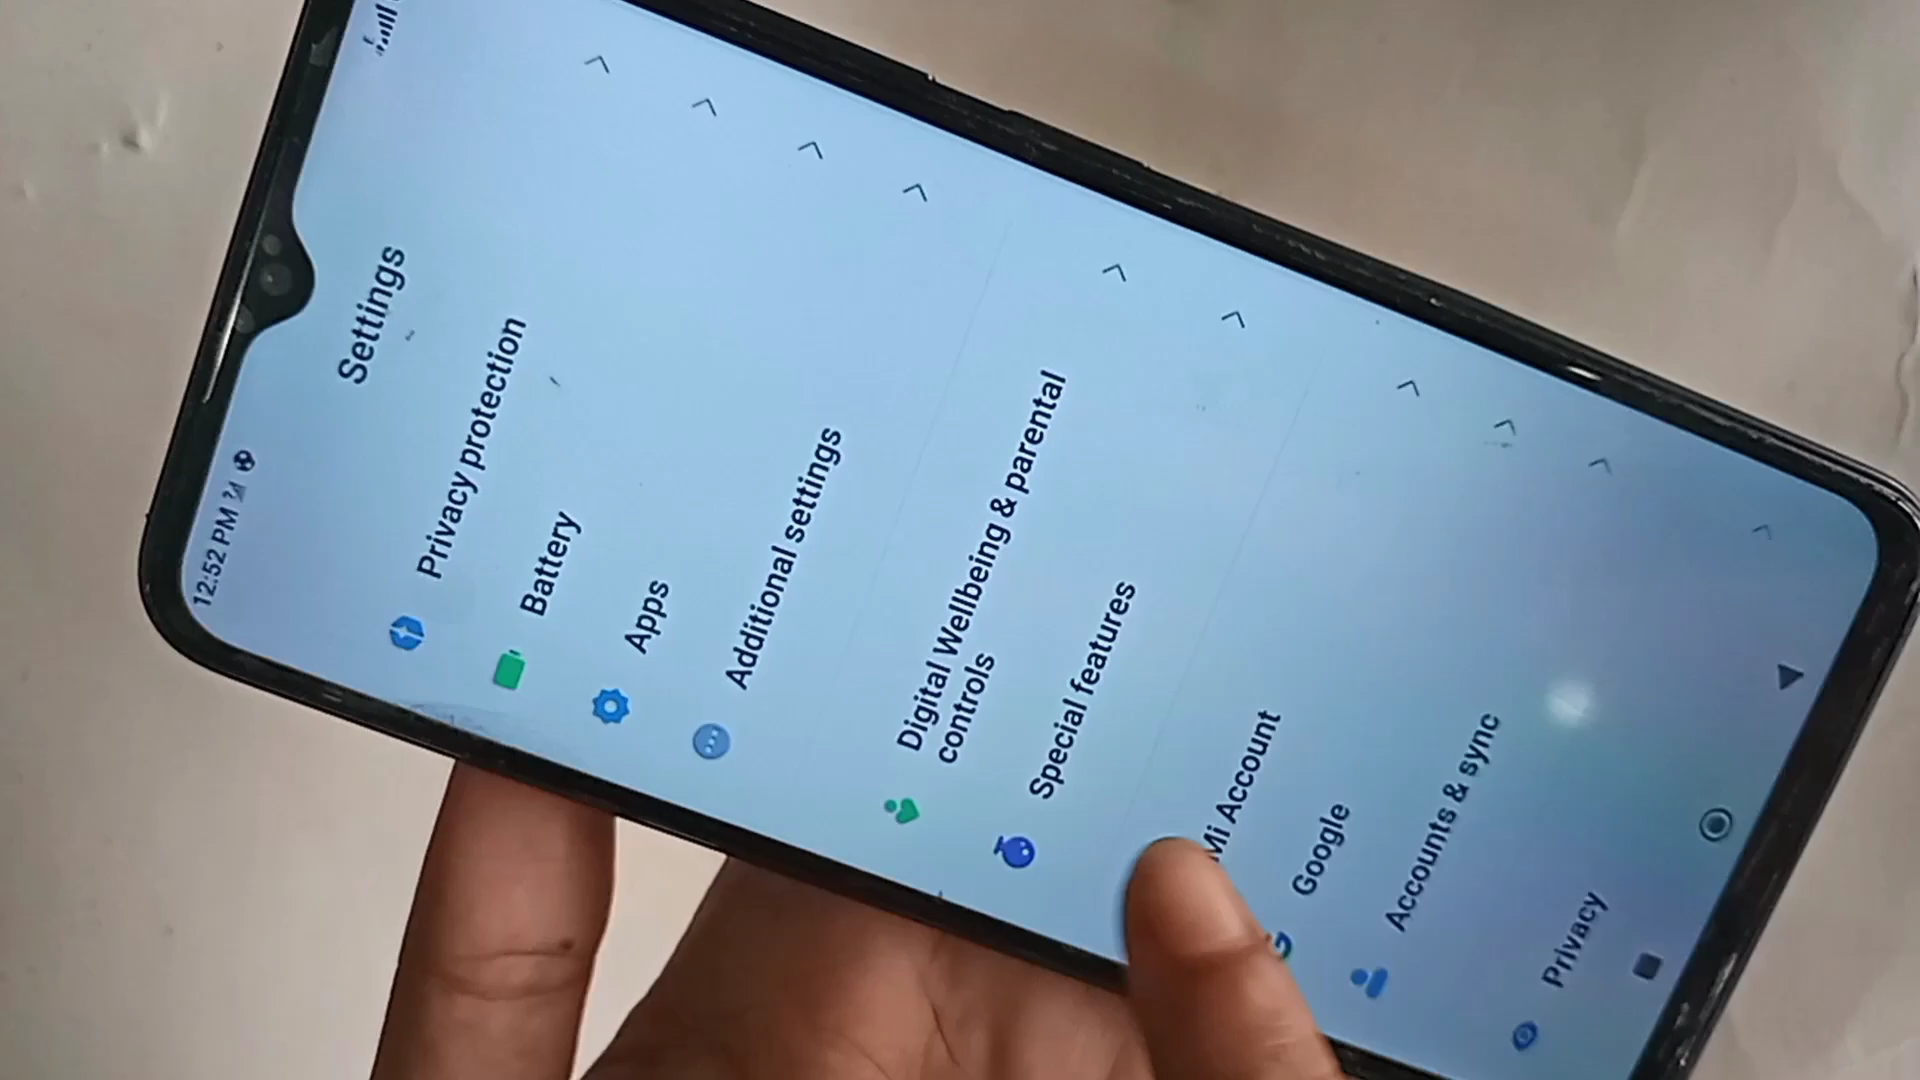 12:52 PM
Settings
Privacy protection
Battery
Apps
Additional settings
Digital Wellbeing & parental
controls
Special features
Mi Account
Google
Accounts & sync
Privacy